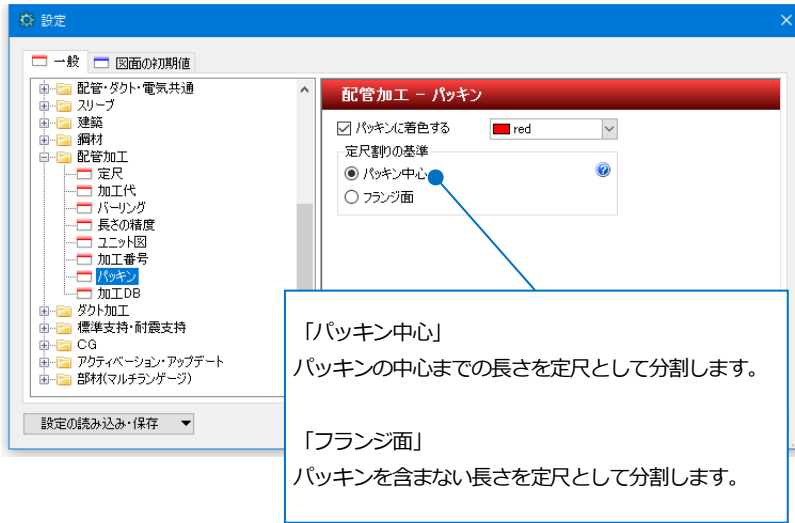 設定
一般
図面の初期値
配管・ダクト・電気共通
スリーブ
建築
鋼材
配管加工
定尺
加工代
バーリング
長さの精度
ユニット図
加工番号
パッキン
加工DB
ダクト加工
標準支持・耐震支持
CG
アクティベーション・アップデート
部材(マルチランゲージ)
設定の読み込み・保存
配管加工 - パッキン
パッキンに着色する red
定尺割りの基準
パッキン中心
フランジ面
「パッキン中心」
パッキンの中心までの長さを定尺として分割します。
「フランジ面」
パッキンを含まない長さを定尺として分割します。